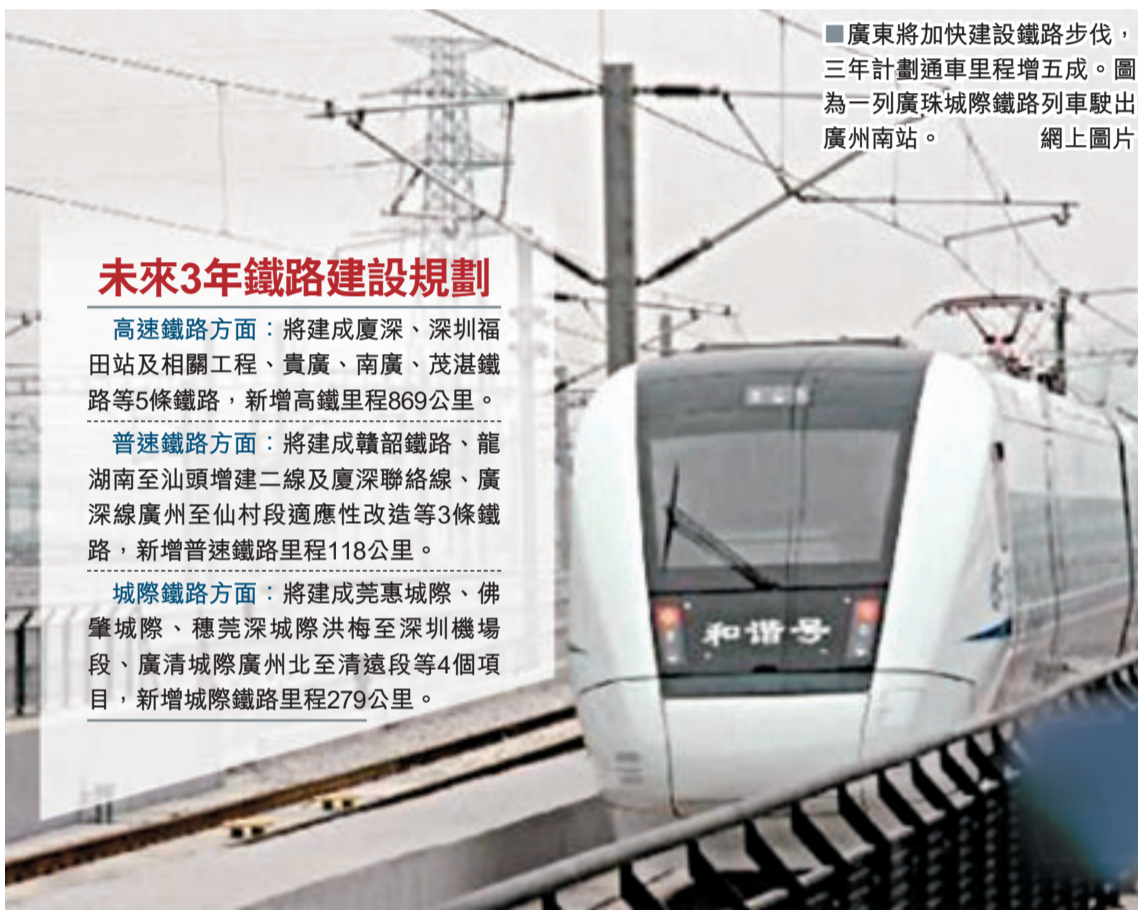 ■廣東將加快建設鐵路步伐，
三年計劃通車里程增五成。圖
為一列廣珠城際鐵路列車駛出
廣州南站。 網上圖片
未來3年鐵路建設規劃
高速鐵路方面：將建成廈深、深圳福
田站及相關工程、貴廣、南廣、茂湛鐵
路等5條鐵路，新增高鐵里程869公里。
普速鐵路方面：將建成贛韶鐵路、龍
湖南至汕頭增建二線及廈深聯絡線、廣
深線廣州至仙村段適應性改造等3條鐵
路，新增普速鐵路里程118公里。
城際鐵路方面：將建成莞惠城際、佛
肇城際、穗莞深城際洪梅至深圳機場
段、廣清城際廣州北至清遠段等4個項
目，新增城際鐵路里程279公里。
和谐号